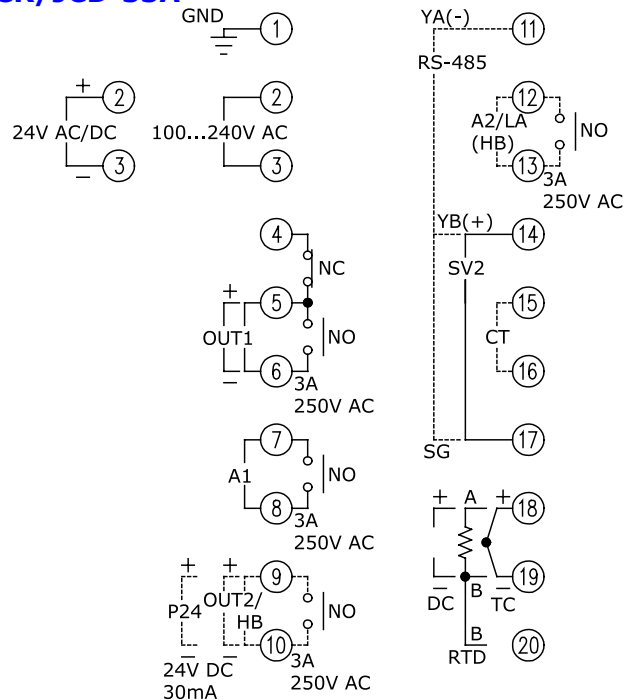 GND 1
+ 2
24V AC/DC
− 3
2
100...240V AC
3
4
NC
+ 5
OUT1 NO
− 6
3A
250V AC
7
A1 NO
8
3A
250V AC
+ + 9
P24 OUT2/ NO
HB
− − 10
24V DC 3A
30mA 250V AC
YA(-) 11
RS-485
12
A2/LA NO
(HB)
13
3A
250V AC
YB(+) 14
SV2
15
CT
16
SG 17
+ A + 18
− B − 19
DC TC
B 20
RTD